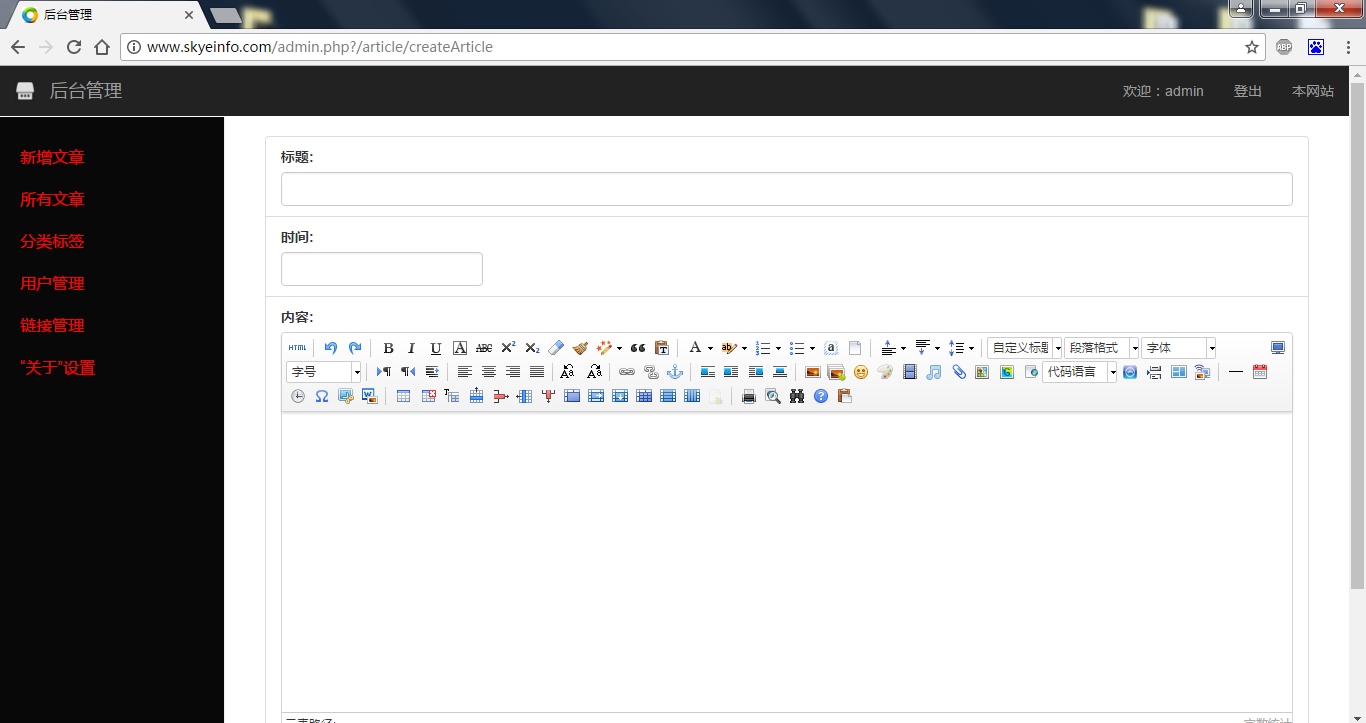 后台管理
www.skyeinfo.com/admin.php?/article/createArticle
ABP
后台管理
欢迎：admin
登出
本网站
新增文章
所有文章
分类标签
用户管理
链接管理
“关于”设置
标题:
时间:
内容:
HTML
自定义标题
段落格式
字体
字号
代码语言
元素路径:
字数统计